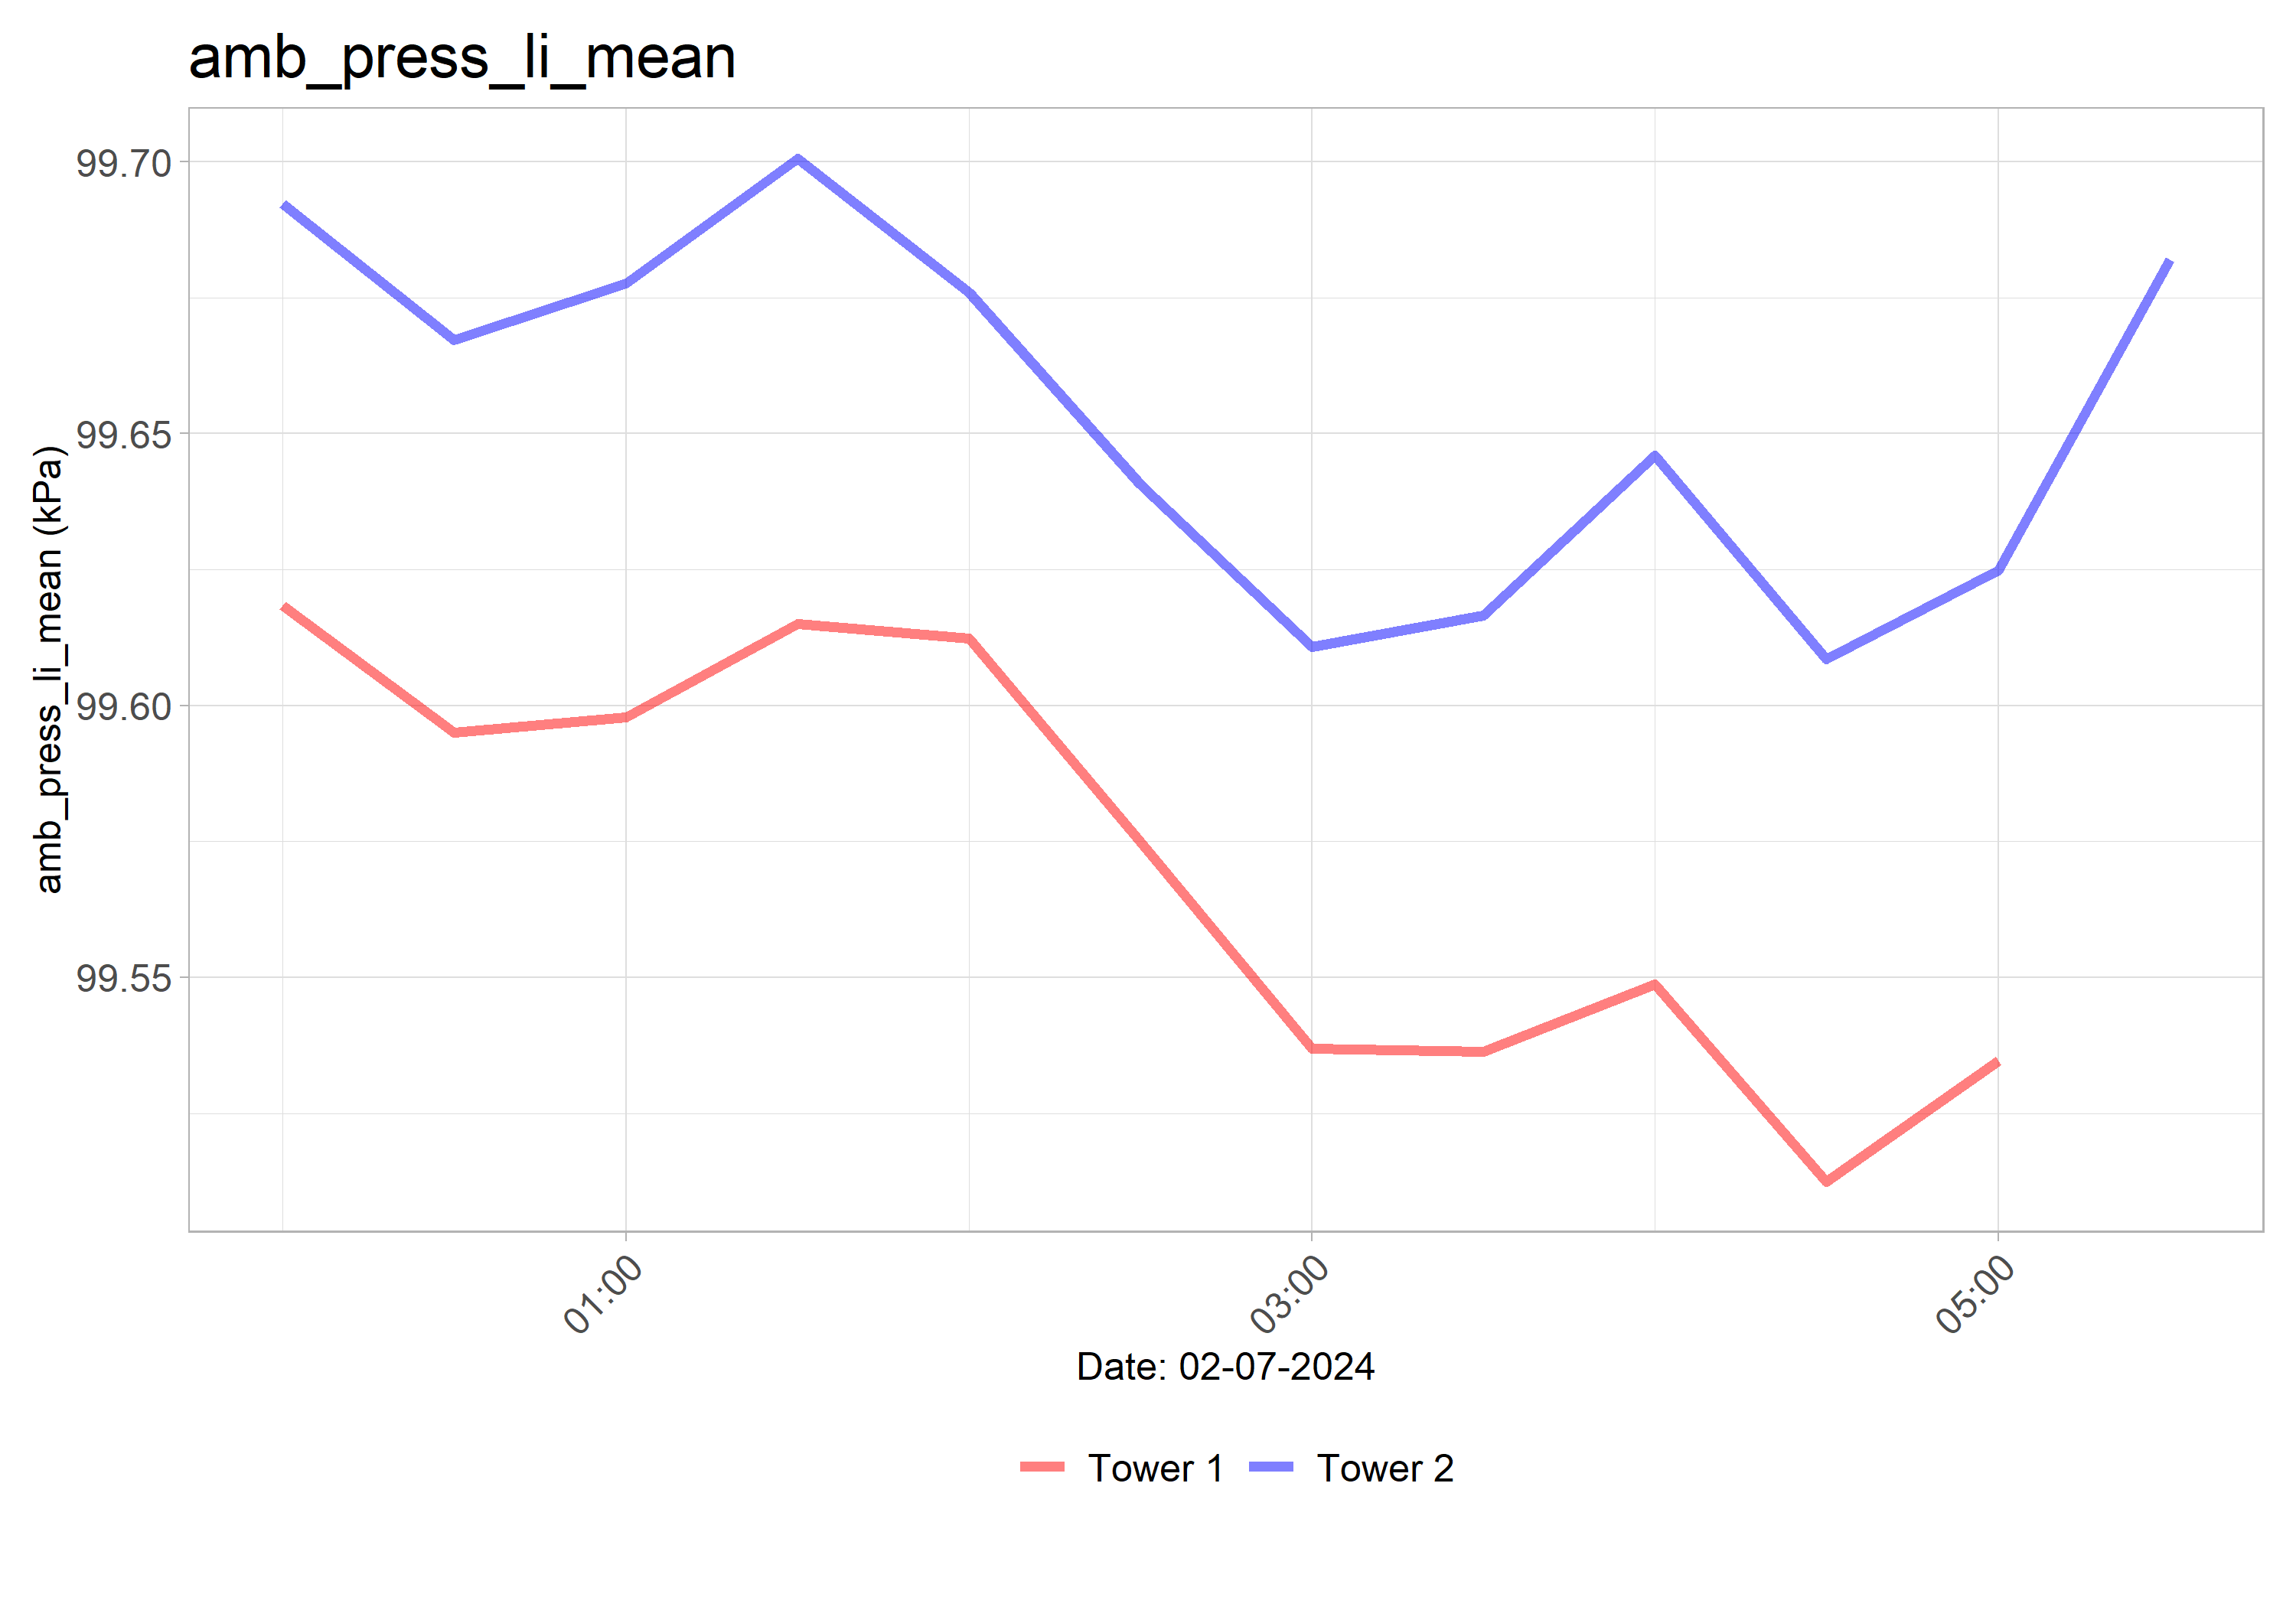 amb_press_li_mean
amb_press_li_mean (kPa)
99.70
99.65
99.60
99.55
01:00
03:00
05:00
Date: 02-07-2024
Tower 1
Tower 2